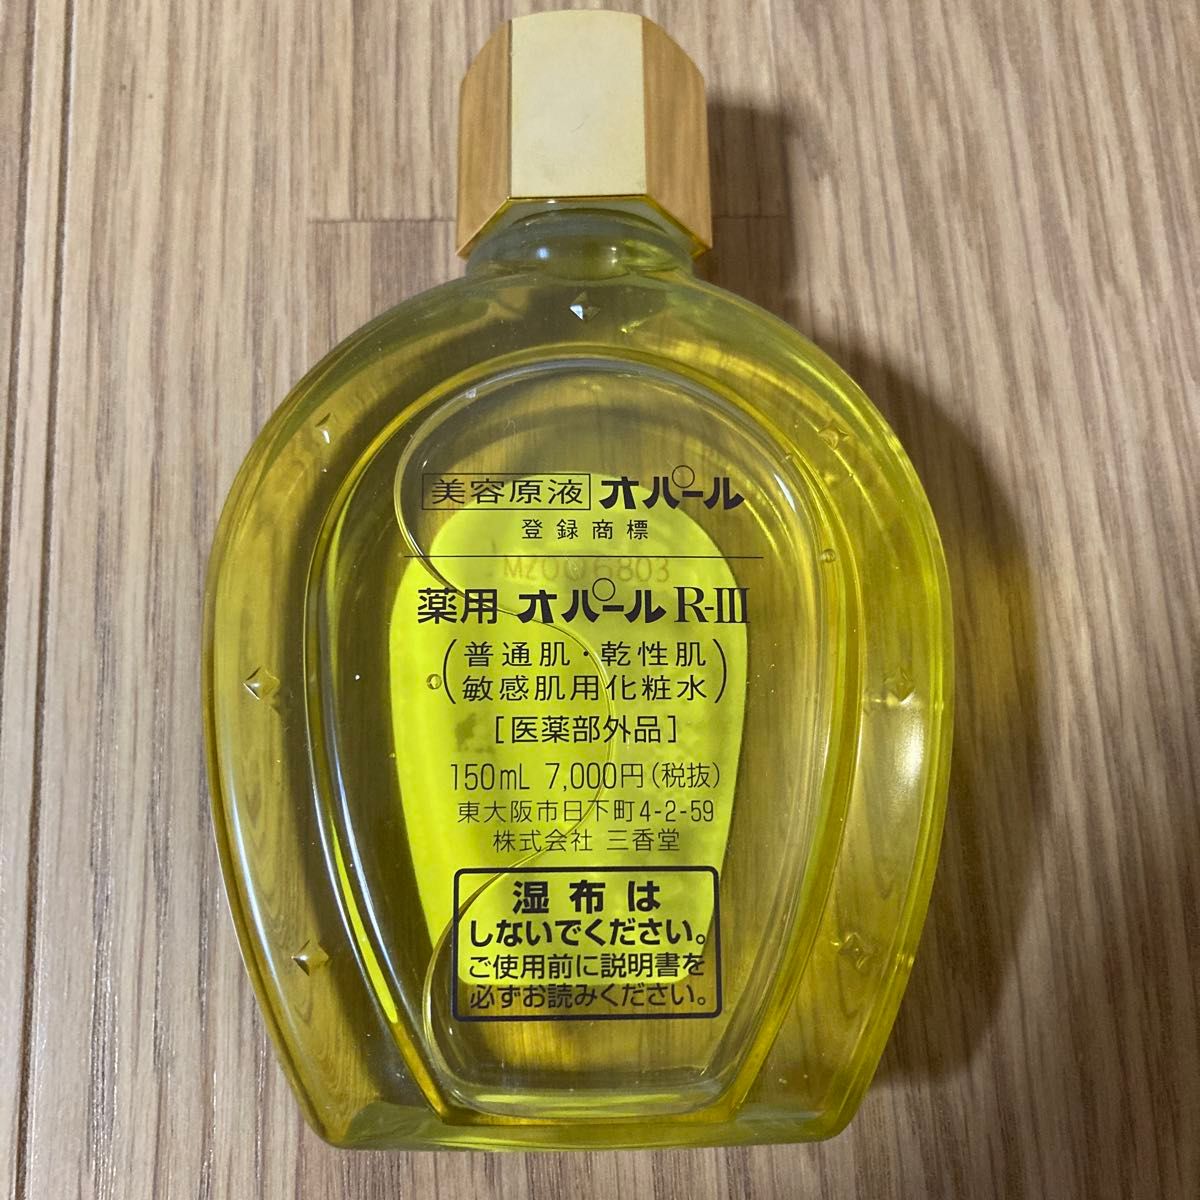 美容原液 オパール
登録商標
薬用 オパール R-III
(普通肌・乾性肌
敏感肌用化粧水)
[医薬部外品]
150mL 7,000円(税抜)
東大阪市日下町4-2-59
株式会社 三香堂
湿布は
しないでください。
ご使用前に説明書を
必ずお読みください。